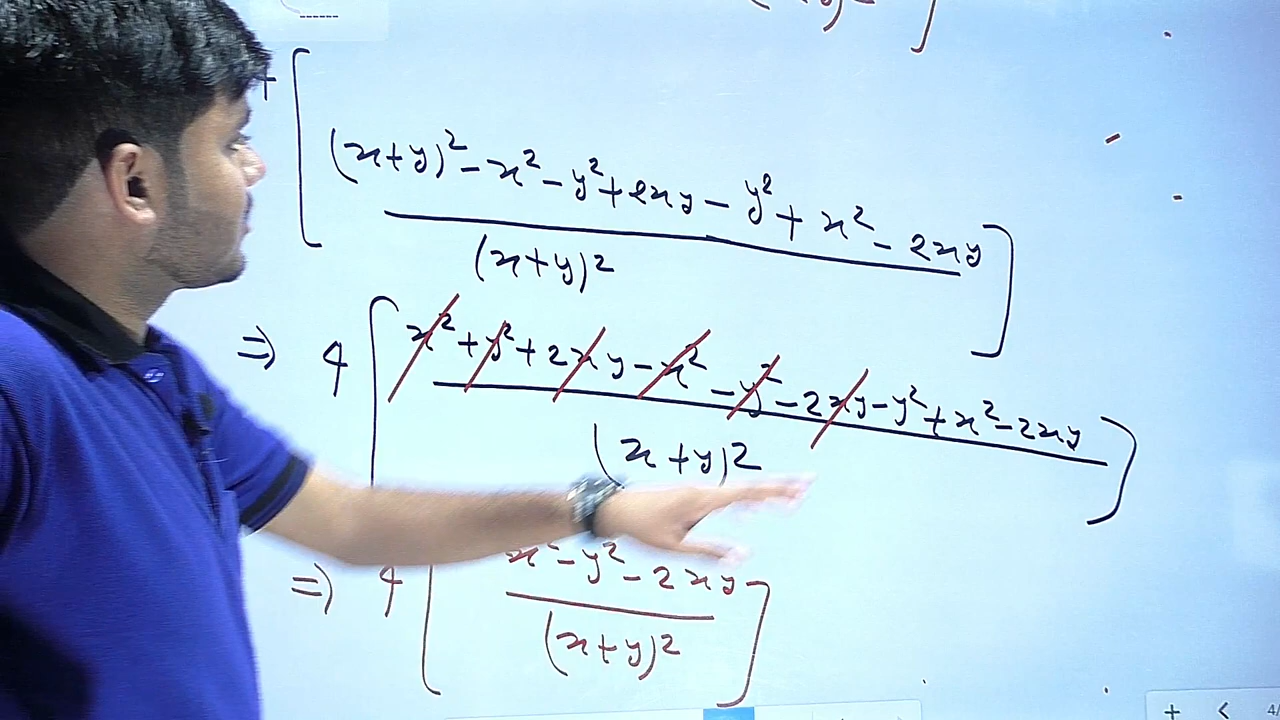 + [
(x+y)² - x² - y² + 2xy - y² + x² - 2xy ]
(x+y)2
⇒ 4 [ x² + y² + 2xy - x² - y² - 2xy - y² + x² - 2xy ]
(x+y)2
⇒ 4 [ x² - y² - 2xy ]
(x+y)2
+ < 4/